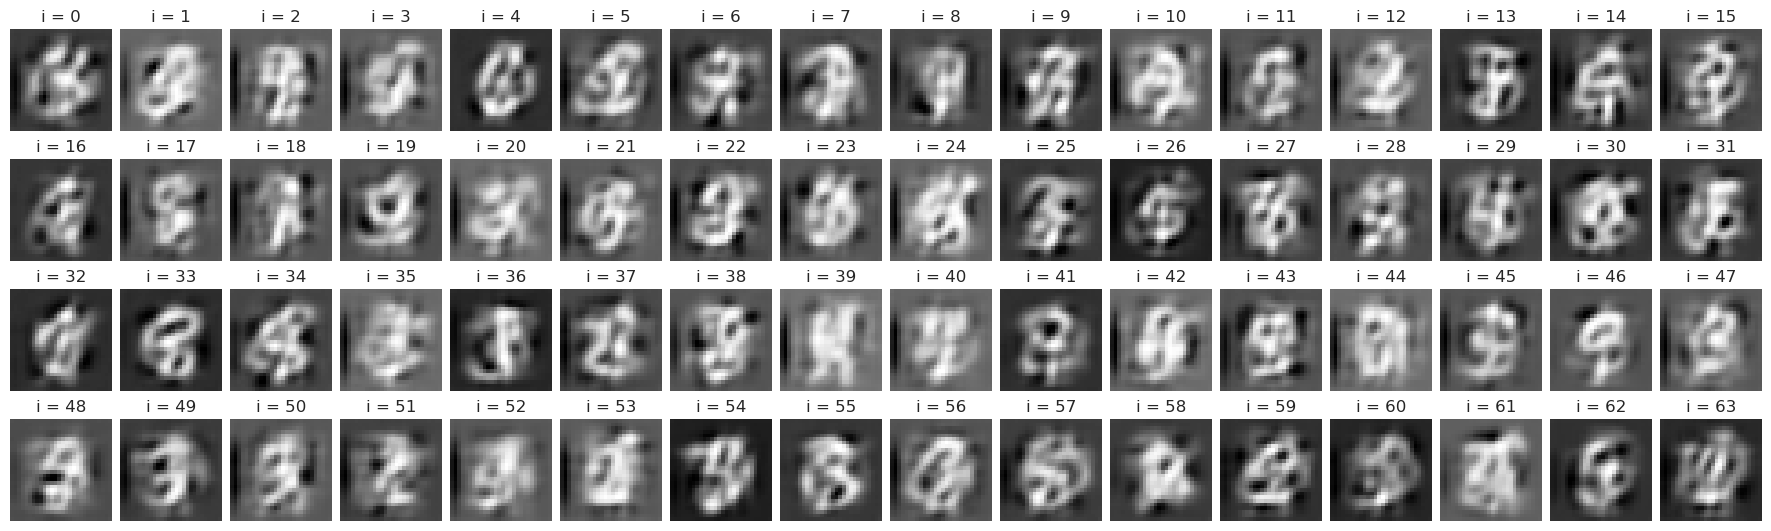 i = 0 i = 1 i = 2 i = 3 i = 4 i = 5 i = 6 i = 7 i = 8 i = 9 i = 10 i = 11 i = 12 i = 13 i = 14 i = 15
i = 16 i = 17 i = 18 i = 19 i = 20 i = 21 i = 22 i = 23 i = 24 i = 25 i = 26 i = 27 i = 28 i = 29 i = 30 i = 31
i = 32 i = 33 i = 34 i = 35 i = 36 i = 37 i = 38 i = 39 i = 40 i = 41 i = 42 i = 43 i = 44 i = 45 i = 46 i = 47
i = 48 i = 49 i = 50 i = 51 i = 52 i = 53 i = 54 i = 55 i = 56 i = 57 i = 58 i = 59 i = 60 i = 61 i = 62 i = 63